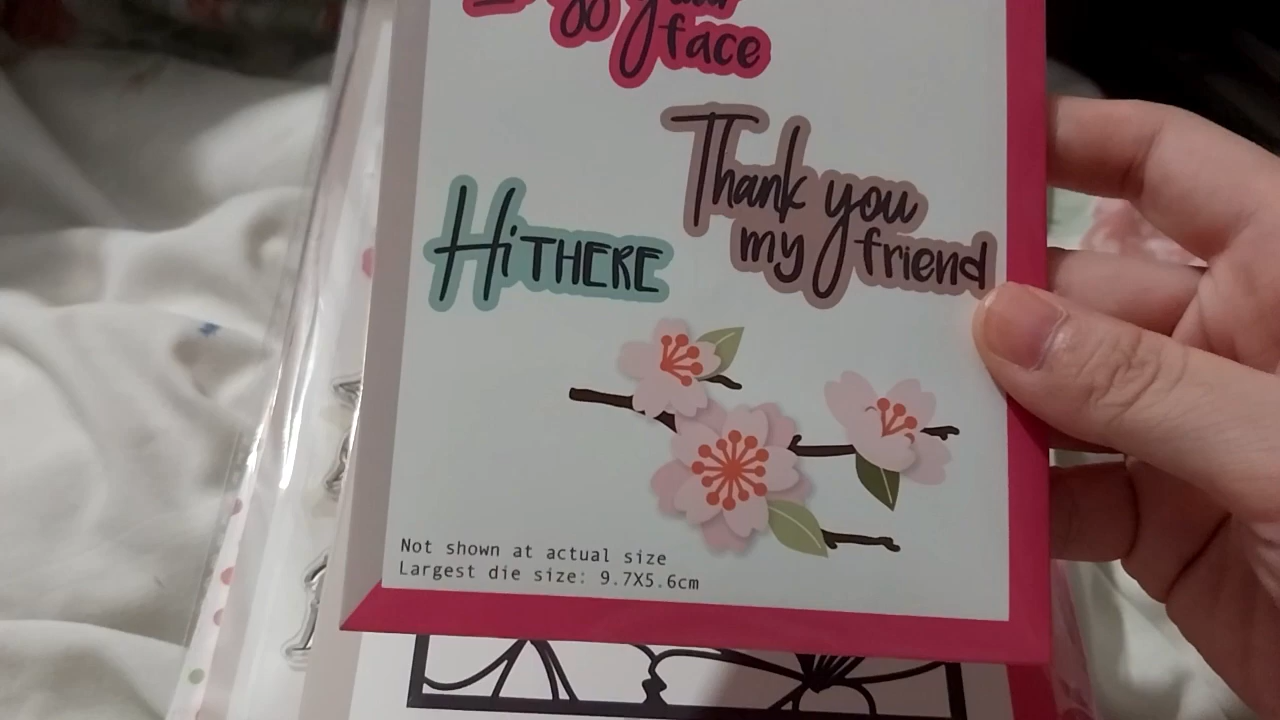 face
Thank you
my friend
Hi THERE
Not shown at actual size
Largest die size: 9.7X5.6cm